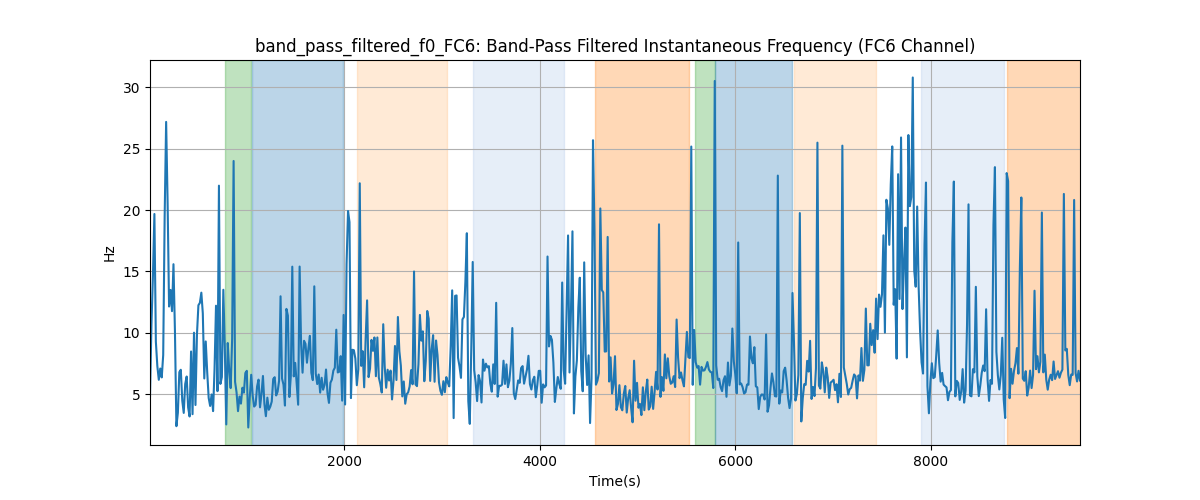 band_pass_filtered_f0_FC6: Band-Pass Filtered Instantaneous Frequency (FC6 Channel)
30
25
20
15
10
5
Hz
2000 4000 6000 8000
Time(s)